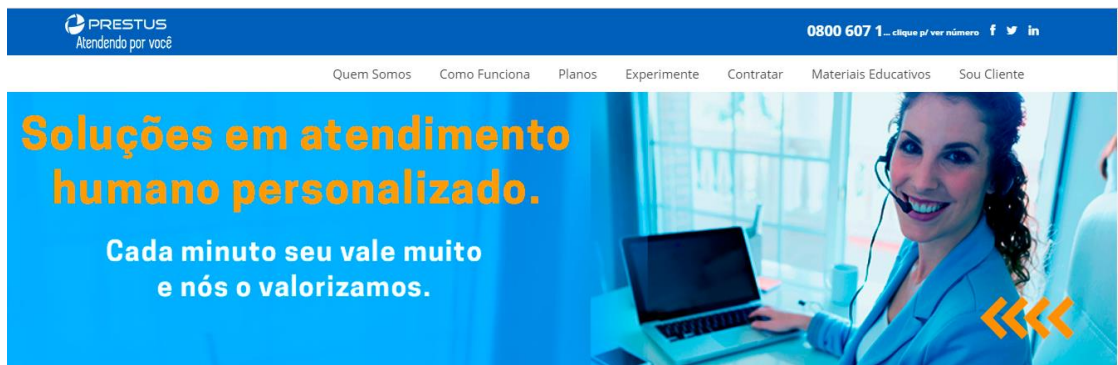 PRESTUS
Atendendo por você
0800 607 1... clique p/ ver número
Quem Somos Como Funciona Planos Experimente Contratar Materiais Educativos Sou Cliente
Soluções em atendimento
humano personalizado.
Cada minuto seu vale muito
e nós o valorizamos.